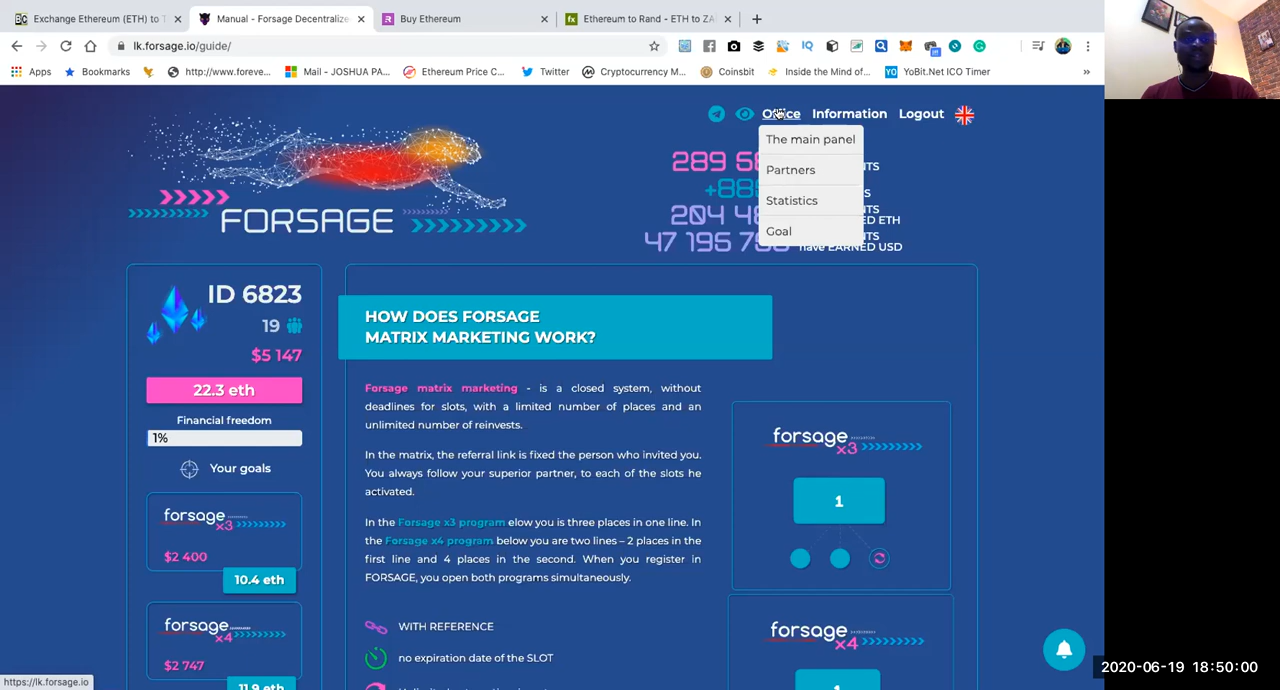 Exchange Ethereum (ETH) to T
Manual - Forsage Decentralize
Buy Ethereum
Ethereum to Rand - ETH to ZA
lk.forsage.io/guide/
Apps
Bookmarks
http://www.foreve...
Mail - JOSHUA PA...
Ethereum Price C...
Twitter
Cryptocurrency M...
Coinsbit
Inside the Mind of...
YoBit.Net ICO Timer
Office
Information
Logout
The main panel
Partners
Statistics
Goal
FORSAGE
ID 6823
19
$5 147
22.3 eth
Financial freedom
1%
Your goals
forsage x3
$2 400
10.4 eth
forsage x4
$2 747
11.9 eth
HOW DOES FORSAGE
MATRIX MARKETING WORK?
Forsage matrix marketing - is a closed system, without
deadlines for slots, with a limited number of places and an
unlimited number of reinvests.
In the matrix, the referral link is fixed the person who invited you.
You always follow your superior partner, to each of the slots he
activated.
In the Forsage x3 program elow you is three places in one line. In
the Forsage x4 program below you are two lines – 2 places in the
first line and 4 places in the second. When you register in
FORSAGE, you open both programs simultaneously.
WITH REFERENCE
no expiration date of the SLOT
forsage x3
1
forsage x4
1
https://lk.forsage.io
2020-06-19 18:50:00